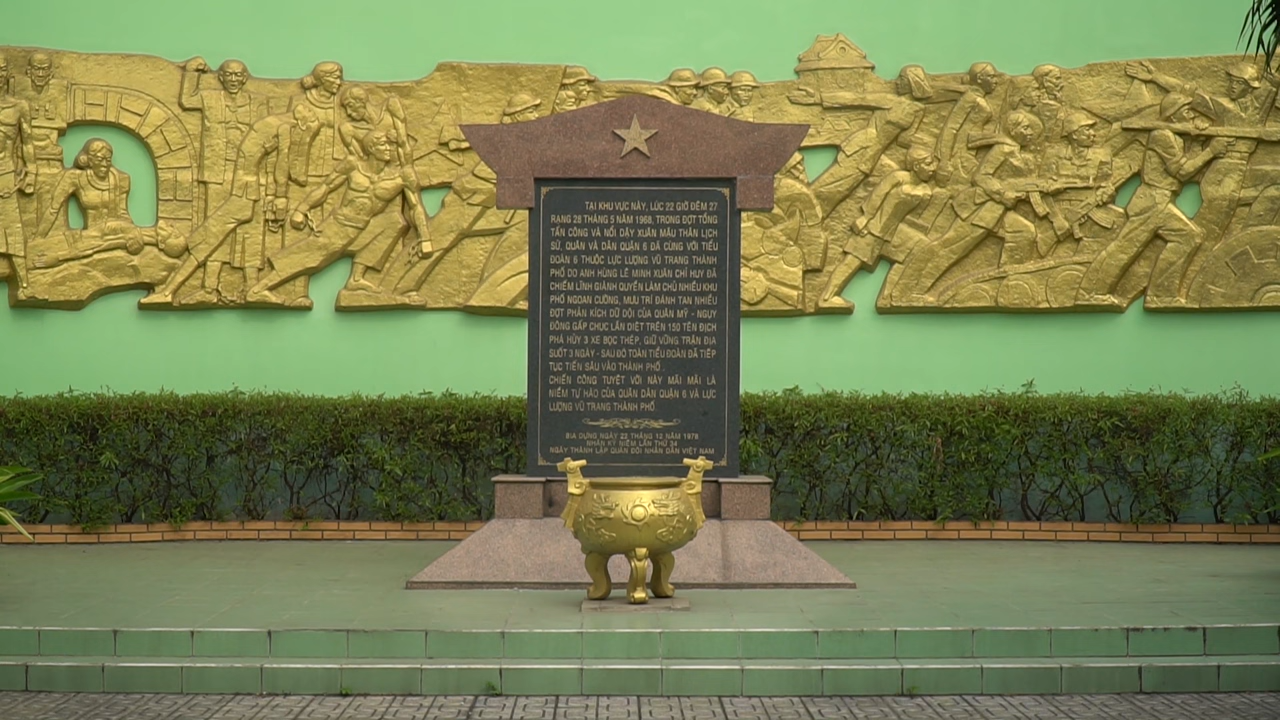 TẠI KHU VỰC NÀY, LÚC 22 GIỜ ĐÊM 27
RẠNG 28 THÁNG 5 NĂM 1968, TRONG ĐỢT TỔNG
TẤN CÔNG VÀ NỔI DẬY XUÂN MẬU THÂN LỊCH
SỬ, QUÂN VÀ DÂN QUẬN 6 ĐÃ CÙNG VỚI TIỂU
ĐOÀN 6 THUỘC LỰC LƯỢNG VŨ TRANG THÀNH
PHỐ DO ANH HÙNG LÊ MINH XUÂN CHỈ HUY ĐÃ
CHIẾM LĨNH GIÀNH QUYỀN LÀM CHỦ NHIỀU KHU
PHỐ NGOAN CƯỜNG, MƯU TRÍ ĐÁNH TAN NHIỀU
ĐỢT PHẢN KÍCH DỮ DỘI CỦA QUÂN MỸ - NGỤY
ĐÔNG GẤP CHỤC LẦN DIỆT TRÊN 150 TÊN ĐỊCH
PHÁ HỦY 3 XE BỌC THÉP, GIỮ VỮNG TRẬN ĐỊA
SUỐT 3 NGÀY - SAU ĐÓ TOÀN TIỂU ĐOÀN ĐÃ TIẾP
TỤC TIẾN SÂU VÀO THÀNH PHỐ.
CHIẾN CÔNG TUYỆT VỜI NÀY MÃI MÃI LÀ
NIỀM TỰ HÀO CỦA QUÂN DÂN QUẬN 6 VÀ LỰC
LƯỢNG VŨ TRANG THÀNH PHỐ.
BIA DỰNG NGÀY 22 THÁNG 12 NĂM 1978
NHÂN KỶ NIỆM LẦN THỨ 34
NGÀY THÀNH LẬP QUÂN ĐỘI NHÂN DÂN VIỆT NAM